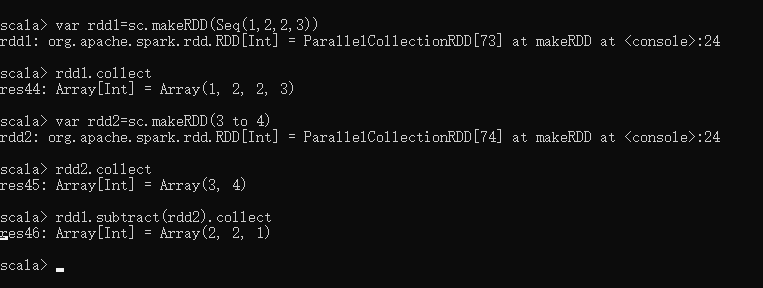 scala> var rdd1=sc.makeRDD(Seq(1,2,2,3))
rdd1: org.apache.spark.rdd.RDD[Int] = ParallelCollectionRDD[73] at makeRDD at <console>:24
scala> rdd1.collect
res44: Array[Int] = Array(1, 2, 2, 3)
scala> var rdd2=sc.makeRDD(3 to 4)
rdd2: org.apache.spark.rdd.RDD[Int] = ParallelCollectionRDD[74] at makeRDD at <console>:24
scala> rdd2.collect
res45: Array[Int] = Array(3, 4)
scala> rdd1.subtract(rdd2).collect
res46: Array[Int] = Array(2, 2, 1)
scala>